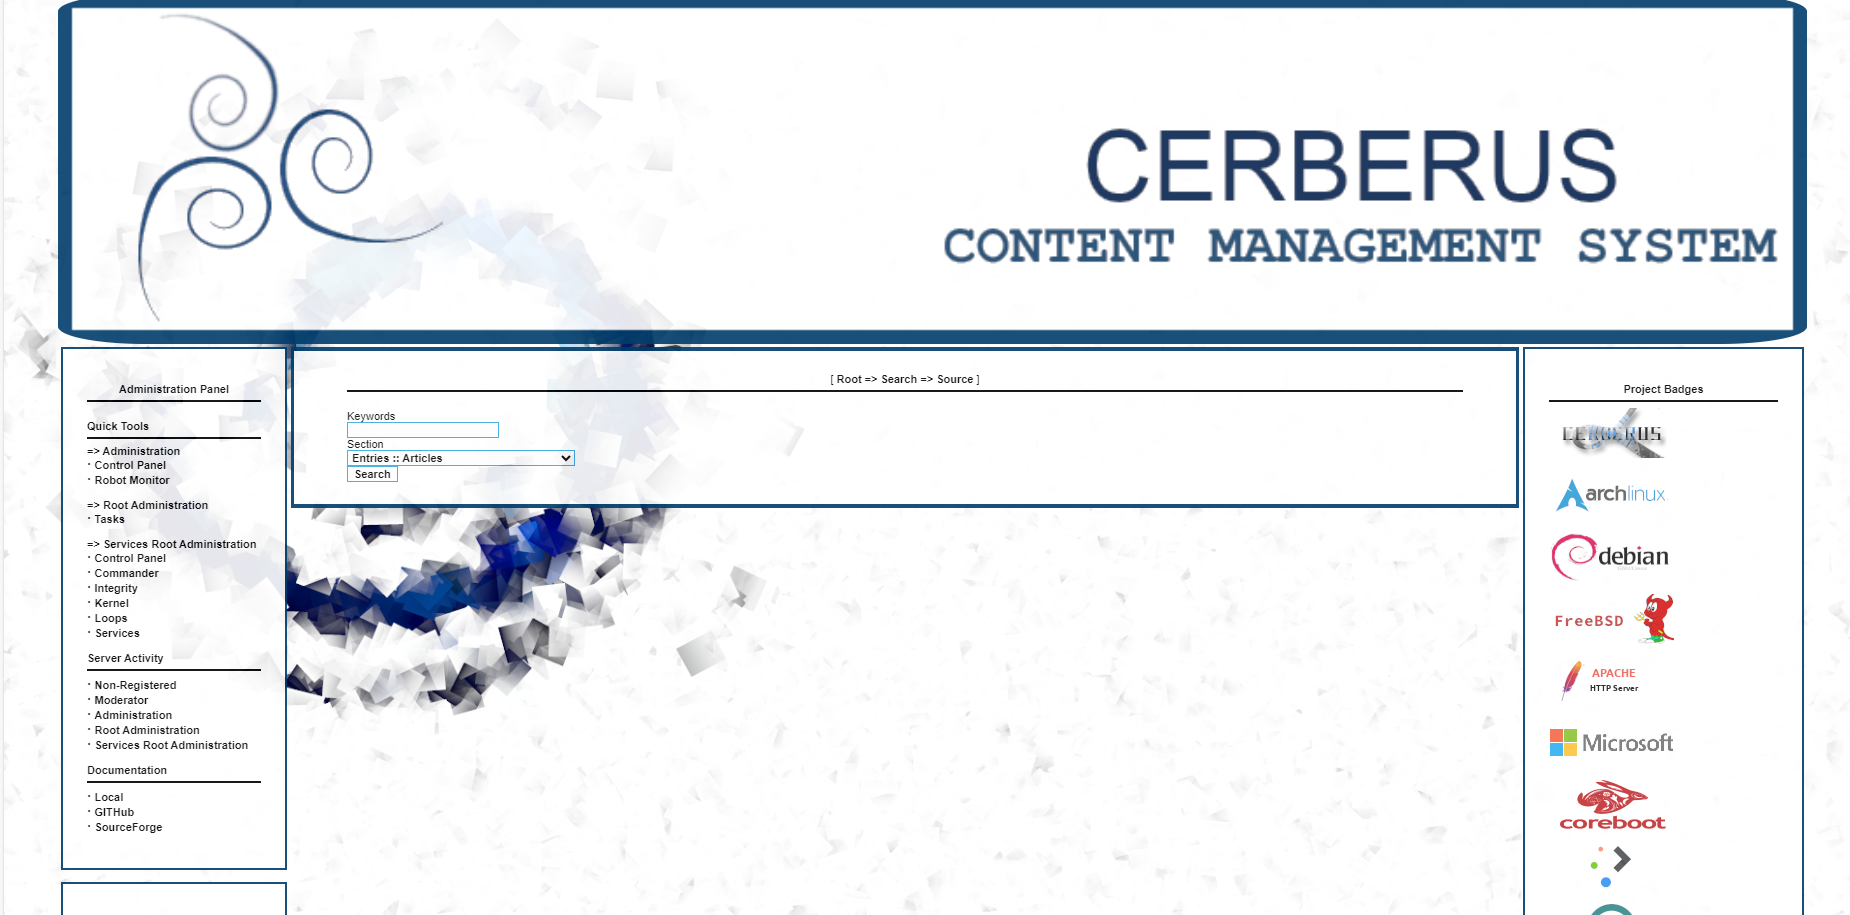 CERBERUS
CONTENT MANAGEMENT SYSTEM
Administration Panel
Quick Tools
=> Administration
· Control Panel
· Robot Monitor
=> Root Administration
· Tasks
=> Services Root Administration
· Control Panel
· Commander
· Integrity
· Kernel
· Loops
· Services
Server Activity
· Non-Registered
· Moderator
· Administration
· Root Administration
· Services Root Administration
Documentation
· Local
· GITHub
· SourceForge
[ Root => Search => Source ]
Keywords
Section
Entries :: Articles
Search
Project Badges
CERBERUS
archlinux
debian
FreeBSD
APACHE
HTTP Server
Microsoft
coreboot